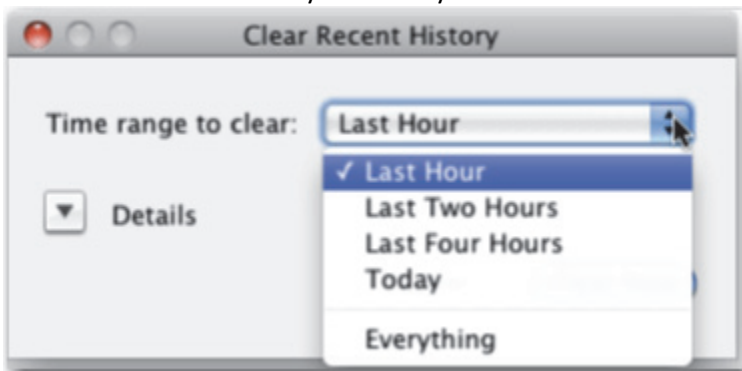 Clear Recent History
Time range to clear: Last Hour
✓ Last Hour
Details
Last Two Hours
Last Four Hours
Today
Everything